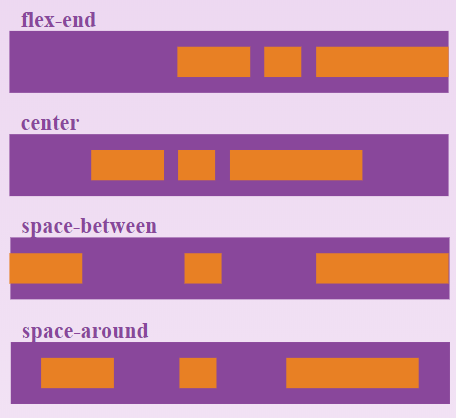 flex-end
center
space-between
space-around